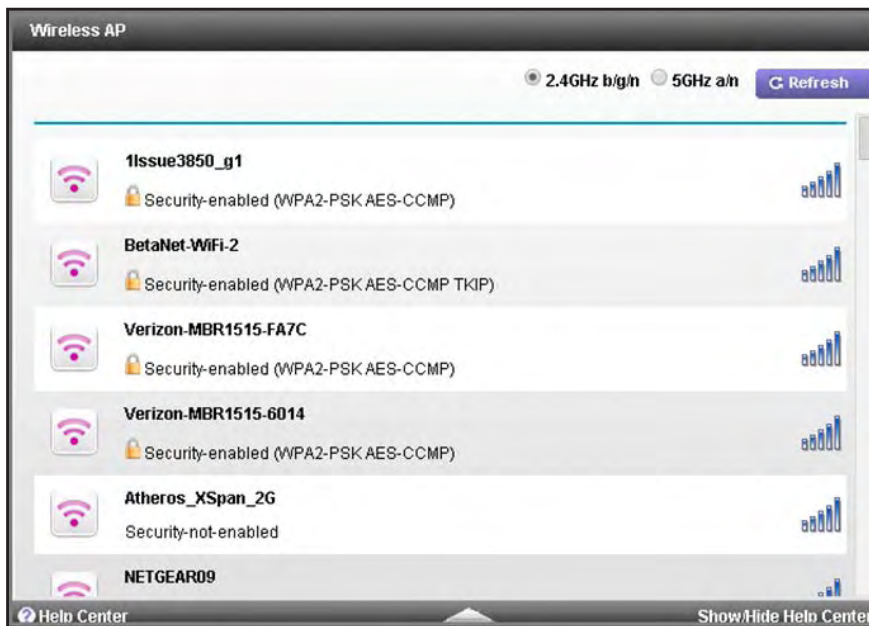 Wireless AP
2.4GHz b/g/n 5GHz a/n Refresh
1Issue3850_g1
Security-enabled (WPA2-PSK AES-CCMP)
BetaNet-WiFi-2
Security-enabled (WPA2-PSK AES-CCMP TKIP)
Verizon-MBR1515-FA7C
Security-enabled (WPA2-PSK AES-CCMP)
Verizon-MBR1515-6014
Security-enabled (WPA2-PSK AES-CCMP)
Atheros_XSpan_2G
Security-not-enabled
NETGEAR09
Help Center Show/Hide Help Center